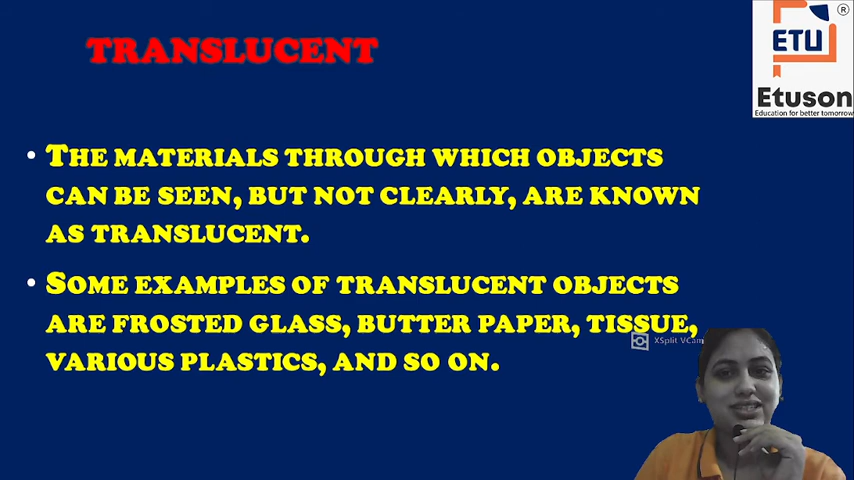 TRANSLUCENT
ETU
®
Etuson
Education for better tomorrow
• THE MATERIALS THROUGH WHICH OBJECTS
CAN BE SEEN, BUT NOT CLEARLY, ARE KNOWN
AS TRANSLUCENT.
• SOME EXAMPLES OF TRANSLUCENT OBJECTS
ARE FROSTED GLASS, BUTTER PAPER, TISSUE,
VARIOUS PLASTICS, AND SO ON.
XSplit VCam